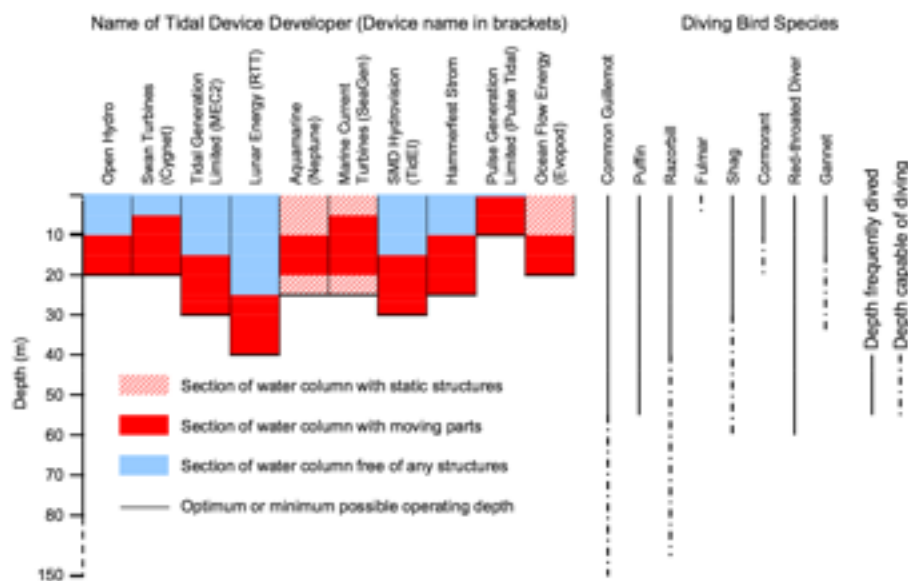 Name of Tidal Device Developer (Device name in brackets)
Diving Bird Species
Open Hydro
Swan Turbines
(Cygnet)
Tidal Generation
Limited (MEC2)
Lunar Energy (RTT)
Aquamarine
(Neptune)
Marine Current
Turbines (SeaGen)
SMD Hydrovision
(TidEl)
Hammerfest Strom
Pulse Generation
Limited (Pulse Tidal)
Ocean Flow Energy
(Evopod)
Common Guillemot
Puffin
Razorbill
Fulmar
Shag
Cormorant
Red-throated Diver
Gannet
Depth frequently dived
Depth capable of diving
Depth (m)
10
20
30
40
50
60
70
80
150
Section of water column with static structures
Section of water column with moving parts
Section of water column free of any structures
Optimum or minimum possible operating depth